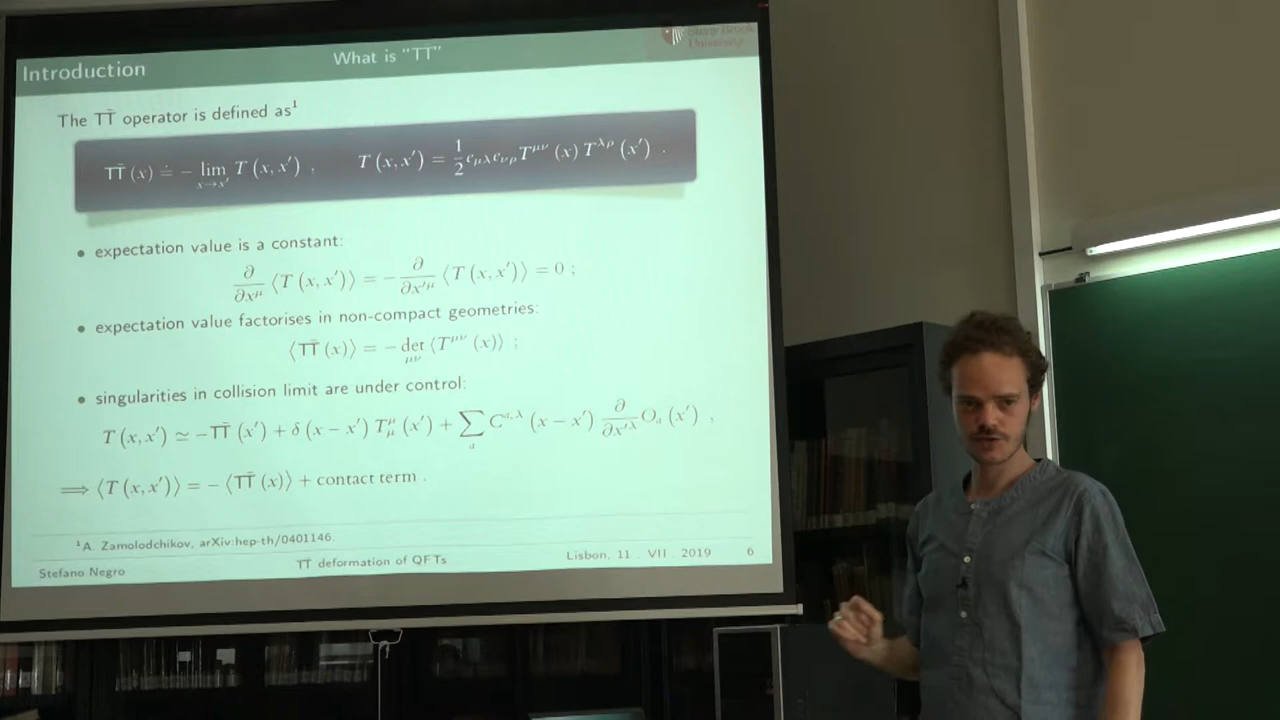 Stony Brook
University
Introduction
What is "TT̄"
The TT̄ operator is defined as¹
TT̄ (x) ≐ − lim_{x→x′} T (x, x′) , T (x, x′) = 1/2 ϵ_{μλ} ϵ_{νρ} T^{μν} (x) T^{λρ} (x′) .
• expectation value is a constant:
∂/∂x^μ ⟨T (x, x′)⟩ = − ∂/∂x′^μ ⟨T (x, x′)⟩ = 0 ;
• expectation value factorises in non-compact geometries:
⟨TT̄ (x)⟩ = − det_{μν} ⟨T^{μν} (x)⟩ ;
• singularities in collision limit are under control:
T (x, x′) ≃ −TT̄ (x′) + δ (x − x′) T^μ_μ (x′) + ∑_a C^{a,λ} (x − x′) ∂/∂x′^λ O_a (x′) ,
⟹ ⟨T (x, x′)⟩ = − ⟨TT̄ (x)⟩ + contact term .
¹A. Zamolodchikov, arXiv:hep-th/0401146.
Stefano Negro
TT̄ deformation of QFTs
Lisbon, 11 . VII . 2019
6